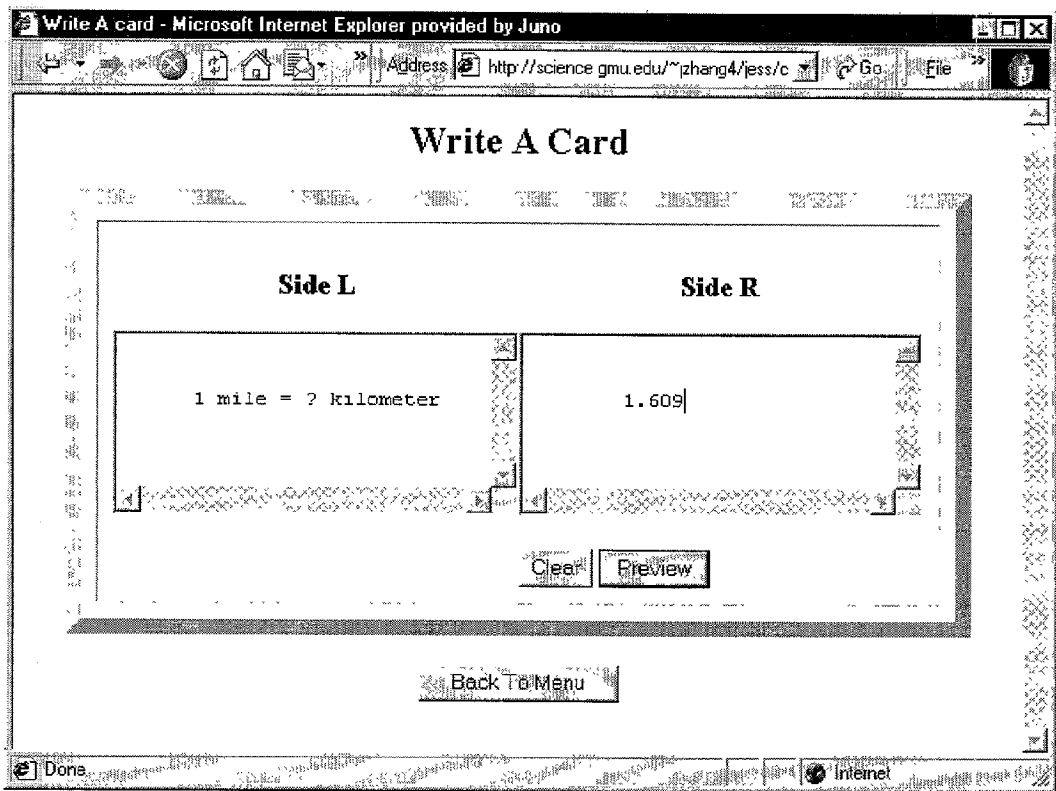 Write A card - Microsoft Internet Explorer provided by Juno
Address http://science.gmu.edu/~jzhang4/jess/c Go File
Write A Card
Side L Side R
1 mile = ? kilometer 1.609
Clear Preview
Back To Menu
Done Internet